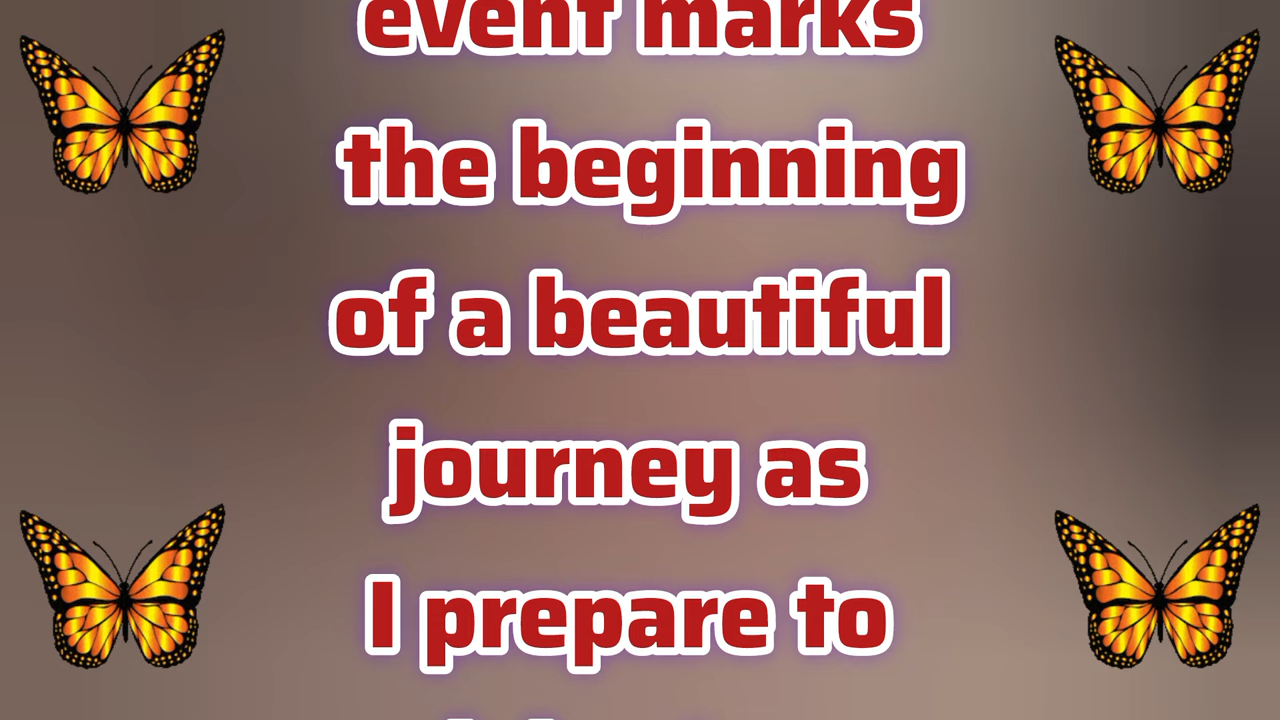 event marks
the beginning
of a beautiful
journey as
I prepare to